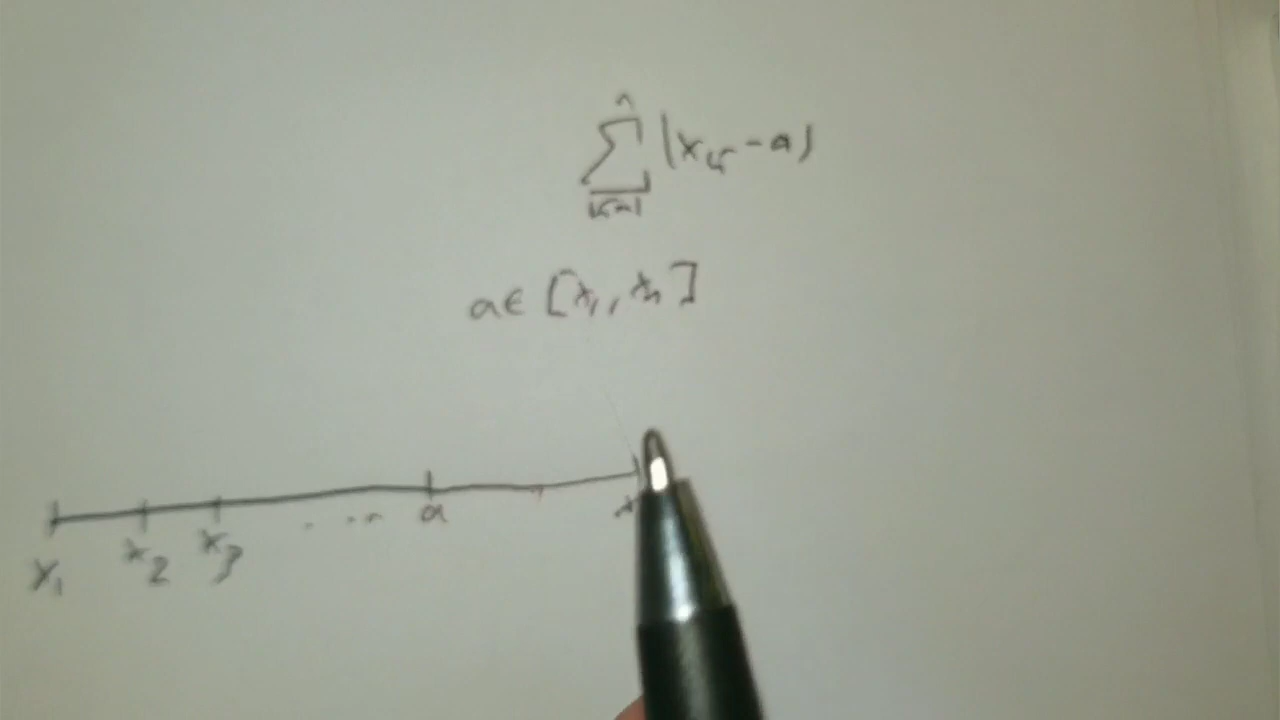 n
∑ |x_k - a|
k=1
a ∈ [x_1, x_n]
x_1 x_2 x_3 ... a x